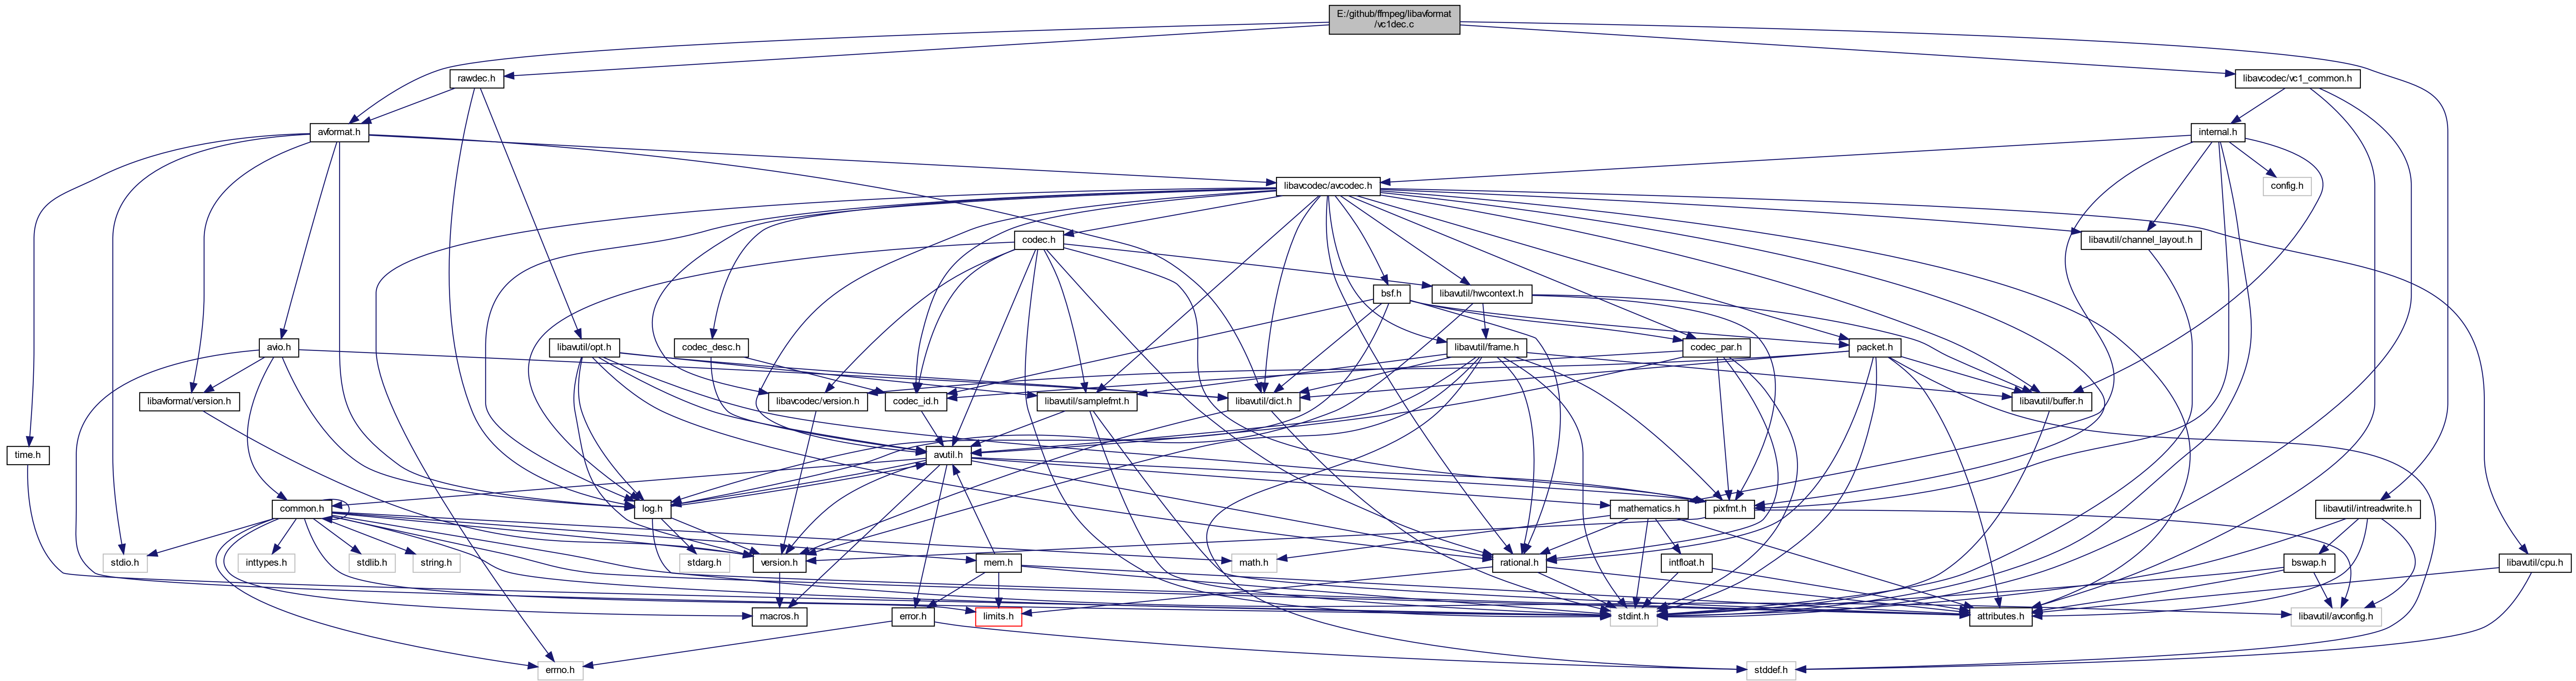 E:/github/ffmpeg/libavformat
/vc1dec.c
rawdec.h
libavcodec/vc1_common.h
avformat.h
internal.h
libavcodec/avcodec.h
config.h
codec.h
libavutil/channel_layout.h
bsf.h
libavutil/hwcontext.h
avio.h
libavutil/opt.h
codec_desc.h
libavutil/frame.h
codec_par.h
packet.h
libavformat/version.h
libavcodec/version.h
codec_id.h
libavutil/samplefmt.h
libavutil/dict.h
libavutil/buffer.h
time.h
avutil.h
common.h
log.h
mathematics.h
pixfmt.h
libavutil/intreadwrite.h
stdio.h
inttypes.h
stdlib.h
string.h
stdarg.h
version.h
mem.h
math.h
rational.h
intfloat.h
bswap.h
libavutil/cpu.h
macros.h
error.h
limits.h
stdint.h
attributes.h
libavutil/avconfig.h
errno.h
stddef.h